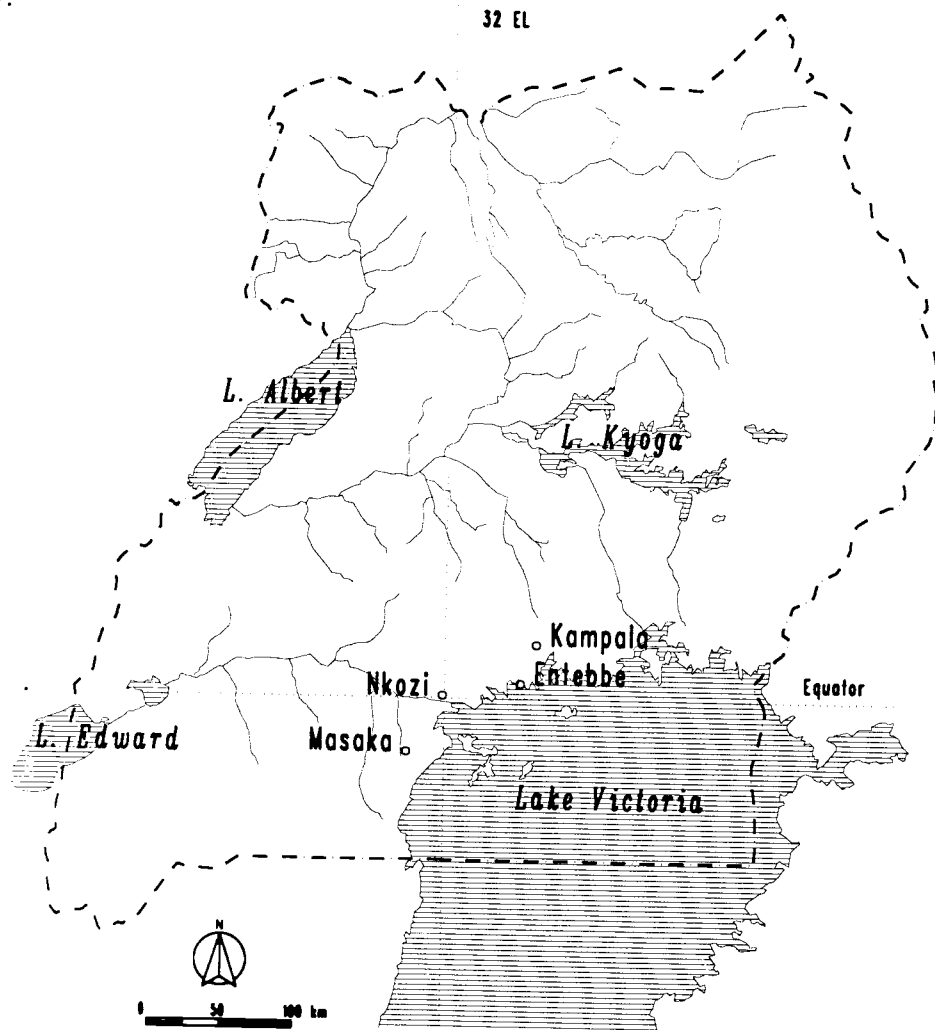 32 EL
L. Albert
L. Kyoga
Kampala
Entebbe
Nkozi
Equator
L. Edward
Masaka
Lake Victoria
N
0 50 100 km